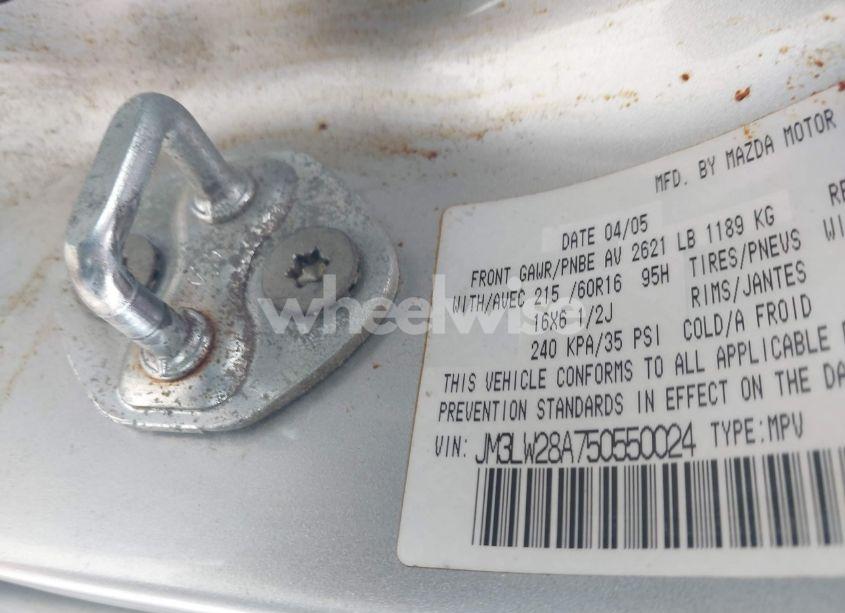 MFD. BY MAZDA MOTOR
DATE 04/05
FRONT GAWR/PNBE AV 2621 LB 1189 KG
WITH/AVEC 215 /60R16 95H TIRES/PNEUS
16X6 1/2J RIMS/JANTES
240 KPA/35 PSI COLD/A FROID
THIS VEHICLE CONFORMS TO ALL APPLICABLE
PREVENTION STANDARDS IN EFFECT ON THE DA
VIN: JM3LW28A750550024 TYPE:MPV
wheelwise